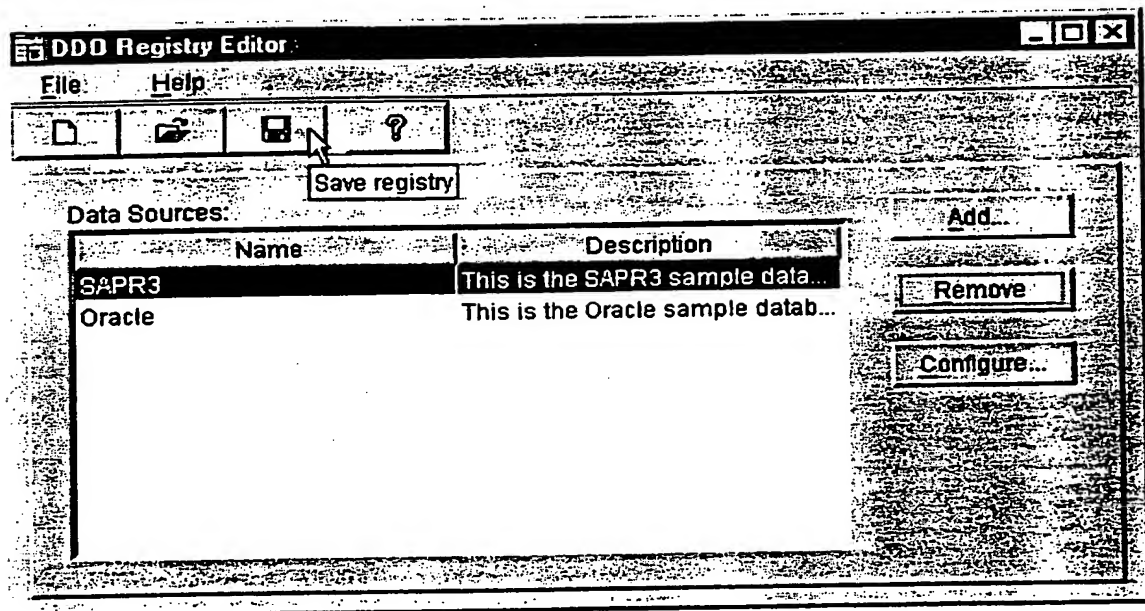 DDO Registry Editor
File Help
Save registry
Data Sources:
Add...
Name Description
SAPR3 This is the SAPR3 sample data...
Remove
Oracle This is the Oracle sample datab...
Configure...